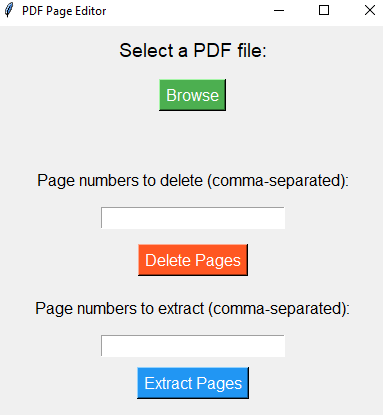 PDF Page Editor
Select a PDF file:
Browse
Page numbers to delete (comma-separated):
Delete Pages
Page numbers to extract (comma-separated):
Extract Pages